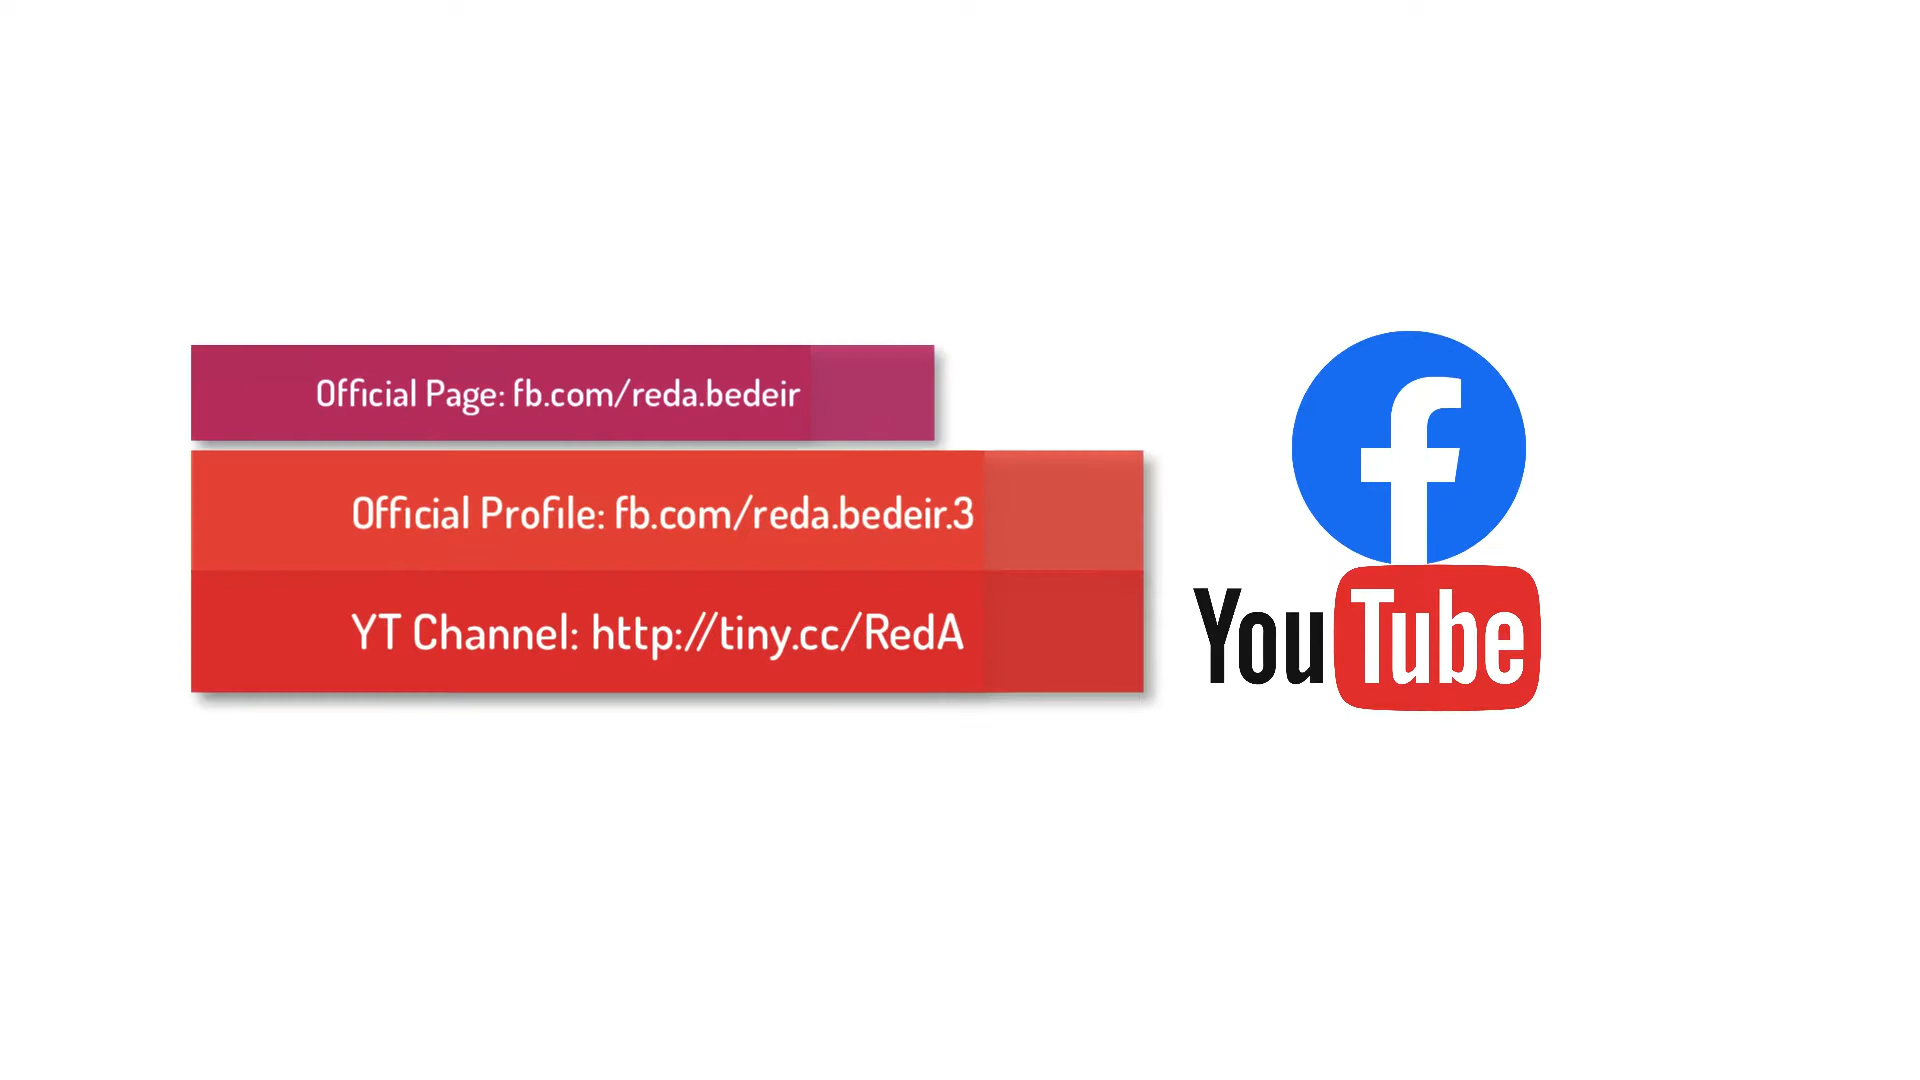 Official Page: fb.com/reda.bedeir
Official Profile: fb.com/reda.bedeir.3
YT Channel: http://tiny.cc/RedA
f
YouTube